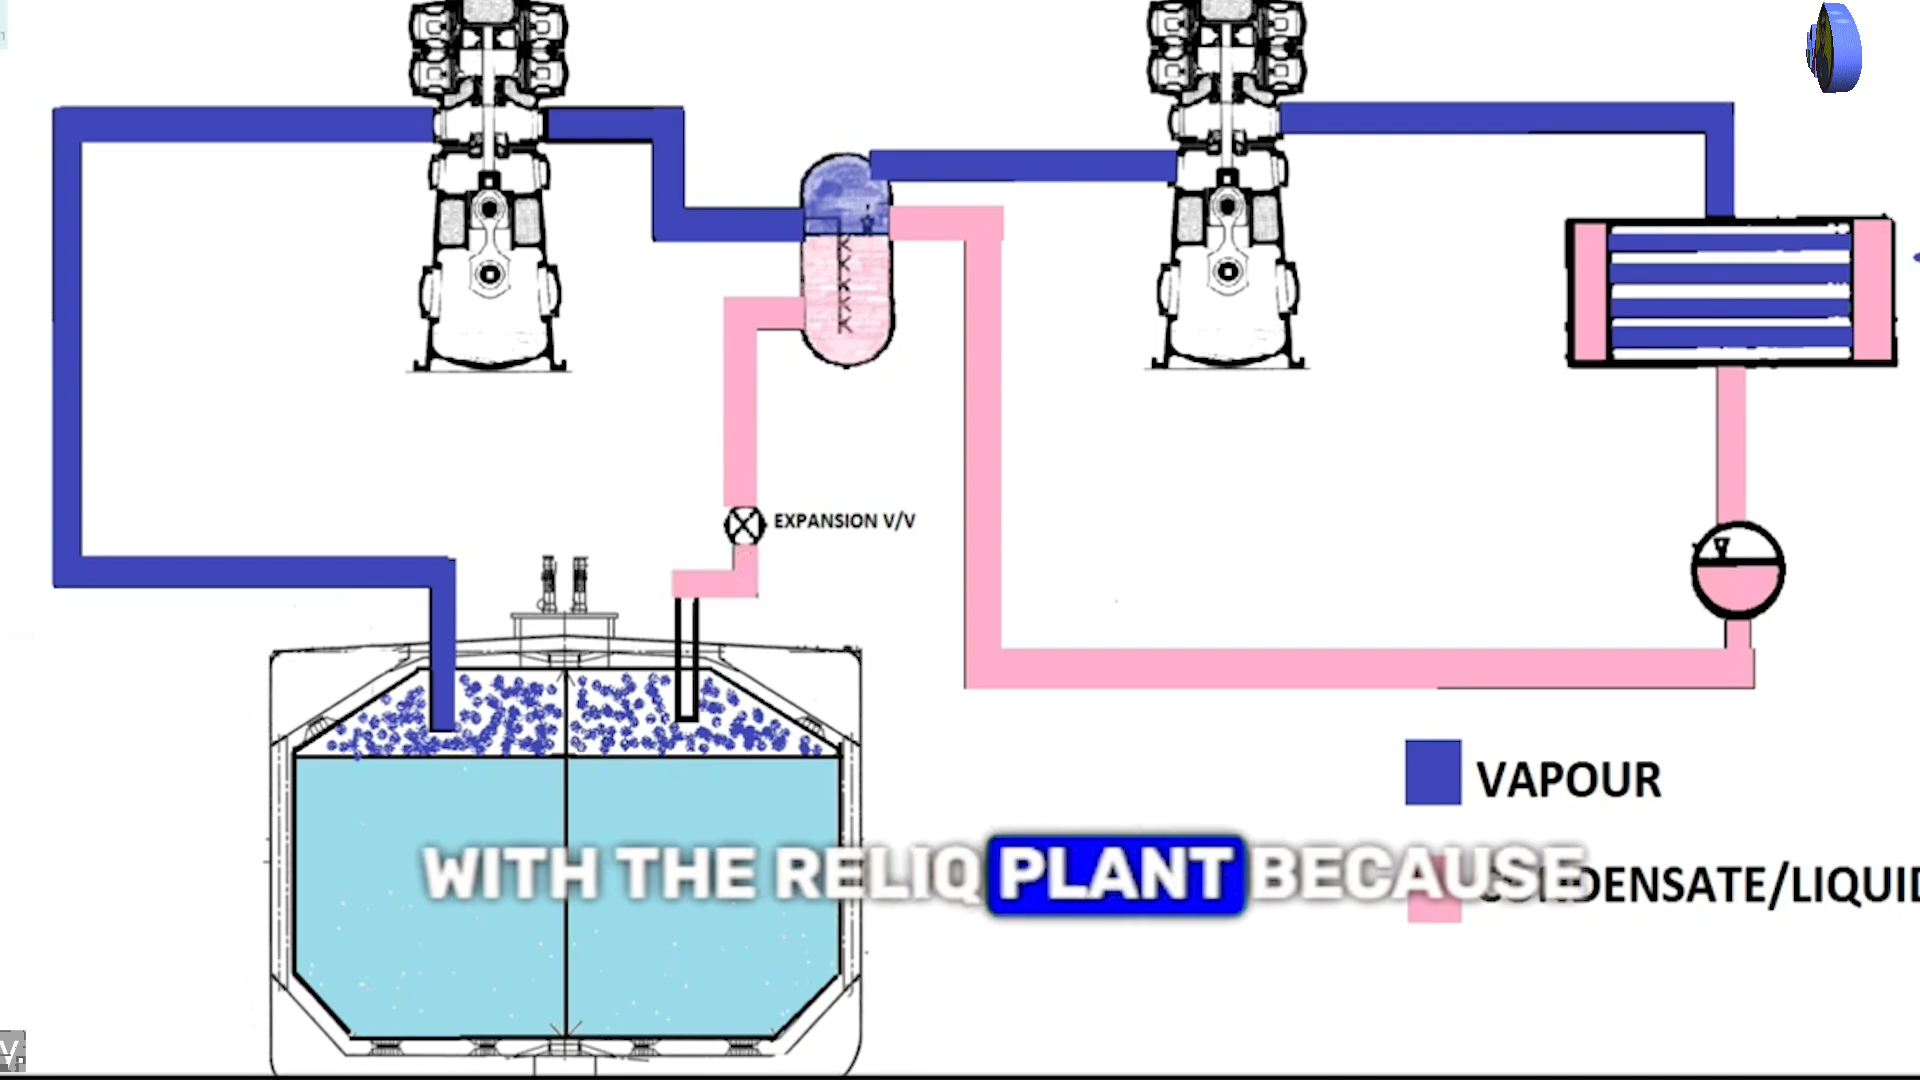 EXPANSION V/V
VAPOUR
WITH THE RELIQ PLANT BECAUSE